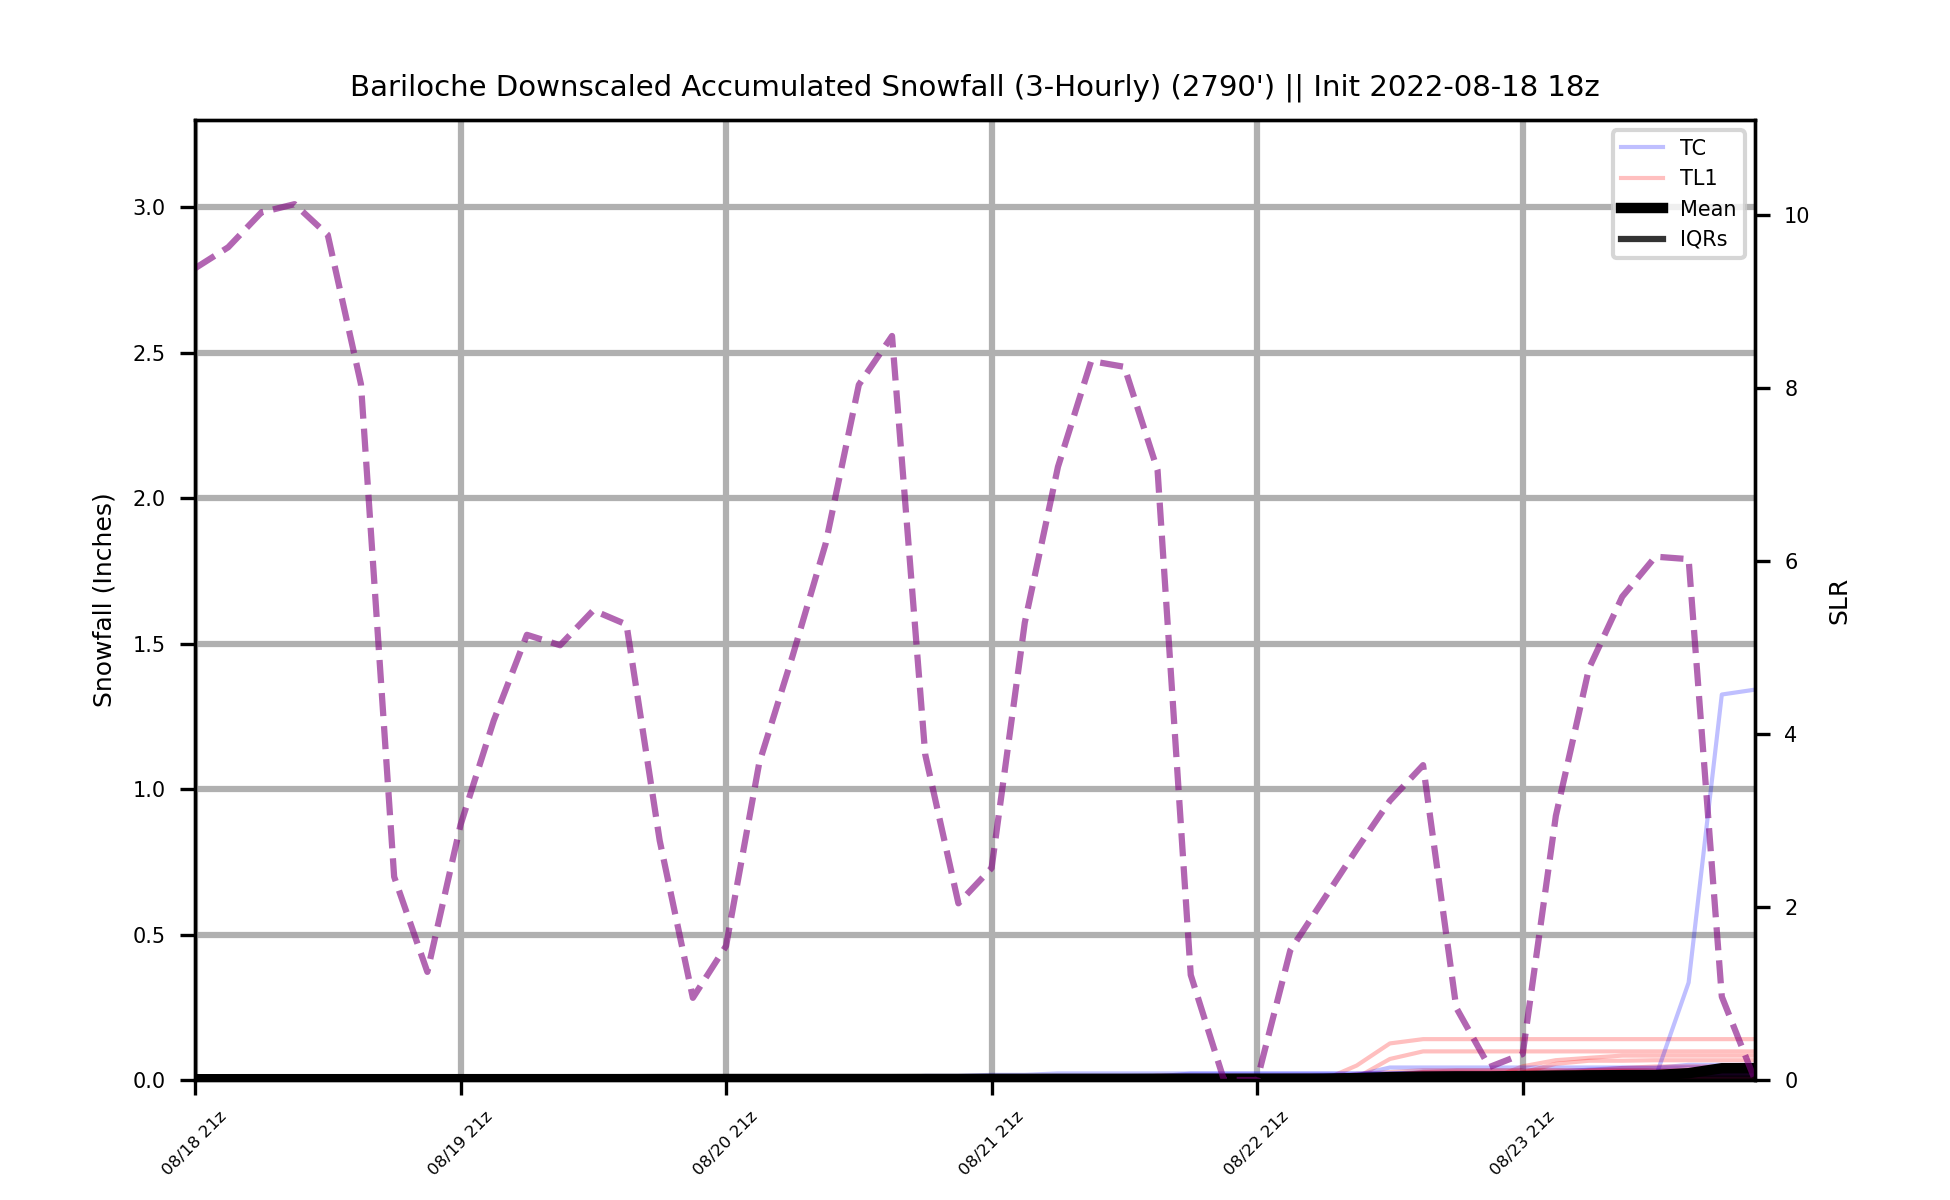 Bariloche Downscaled Accumulated Snowfall (3-Hourly) (2790') || Init 2022-08-18 18z
TC
TL1
Mean
IQRs
Snowfall (Inches)
3.0
2.5
2.0
1.5
1.0
0.5
0.0
10
8
6
4
2
0
SLR
08/18 21z
08/19 21z
08/20 21z
08/21 21z
08/22 21z
08/23 21z